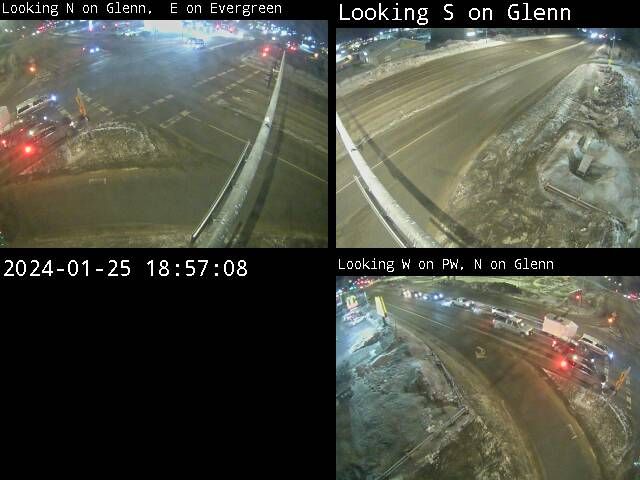 Looking N on Glenn,  E on Evergreen
Looking S on Glenn
2024-01-25 18:57:08
Looking W on PW, N on Glenn